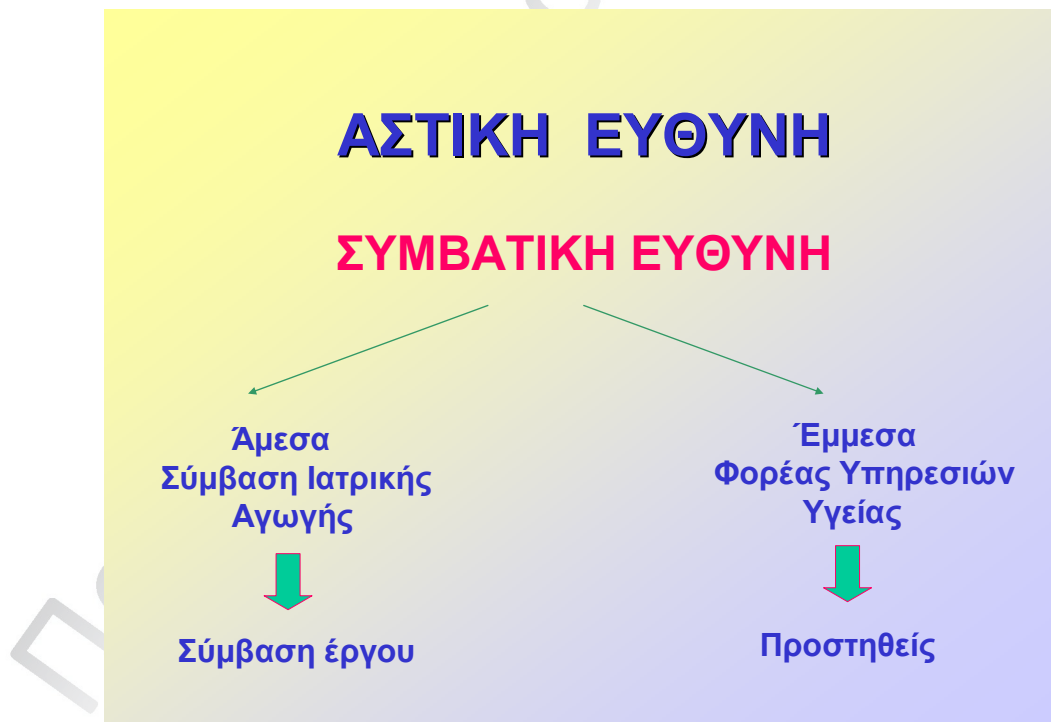 ΑΣΤΙΚΗ ΕΥΘΥΝΗ
ΣΥΜΒΑΤΙΚΗ ΕΥΘΥΝΗ
Άμεσα
Σύμβαση Ιατρικής
Αγωγής
Σύμβαση έργου
Έμμεσα
Φορέας Υπηρεσιών
Υγείας
Προστηθείς